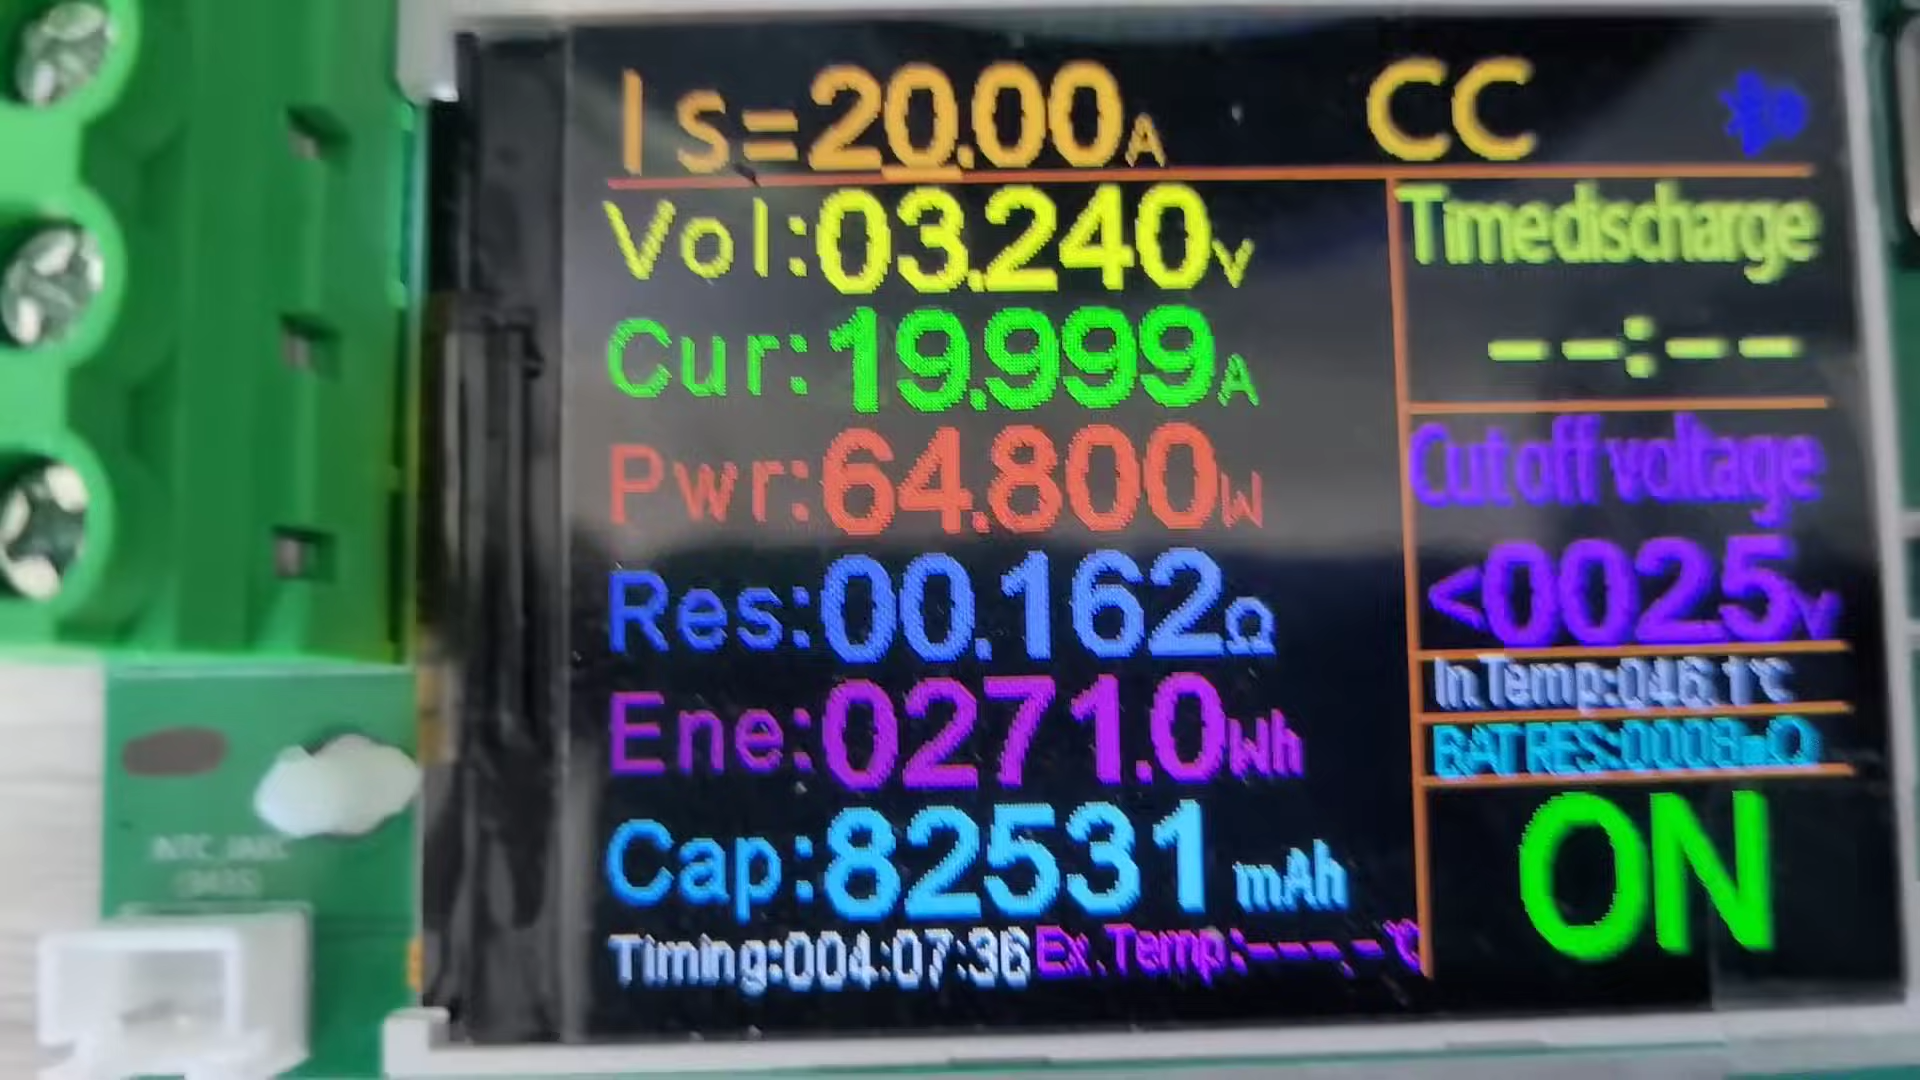 IS=20.00A CC
Vol:03.240V
Cur:19.999A
Pwr:64.800W
Res:00.162Ω
Ene:0271.0Wh
Cap:82531 mAh
Timing:004:07:36 Ex.Temp:---.-℃
Timedischarge
--:--
Cut off voltage
<002.5V
In.Temp:046.1℃
BAT RES:0008mΩ
ON